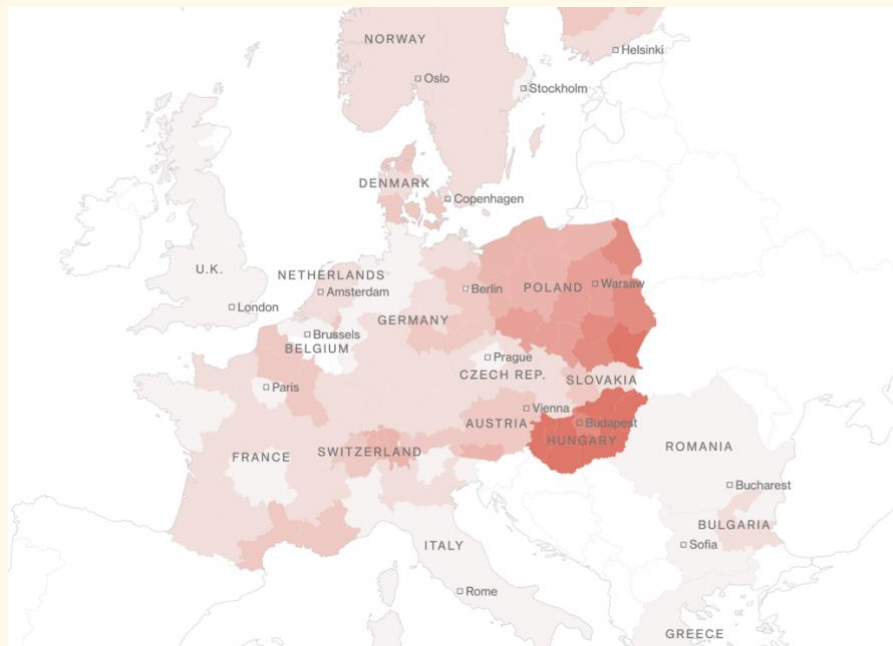 NORWAY
Helsinki
Oslo
Stockholm
DENMARK
Copenhagen
U.K.
NETHERLANDS
Amsterdam
Berlin
POLAND
Warsaw
London
GERMANY
Brussels
BELGIUM
Prague
CZECH REP.
SLOVAKIA
Paris
Vienna
AUSTRIA
Budapest
HUNGARY
FRANCE
SWITZERLAND
ROMANIA
Bucharest
BULGARIA
ITALY
Sofia
Rome
GREECE